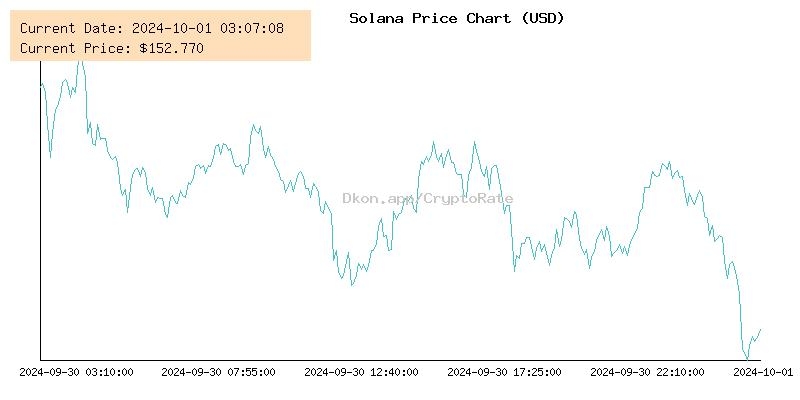 Solana Price Chart (USD)
Current Date: 2024-10-01 03:07:08
Current Price: $152.770
Dkon.app/CryptoRate
2024-09-30 03:10:00 2024-09-30 07:55:00 2024-09-30 12:40:00 2024-09-30 17:25:00 2024-09-30 22:10:00 2024-10-01